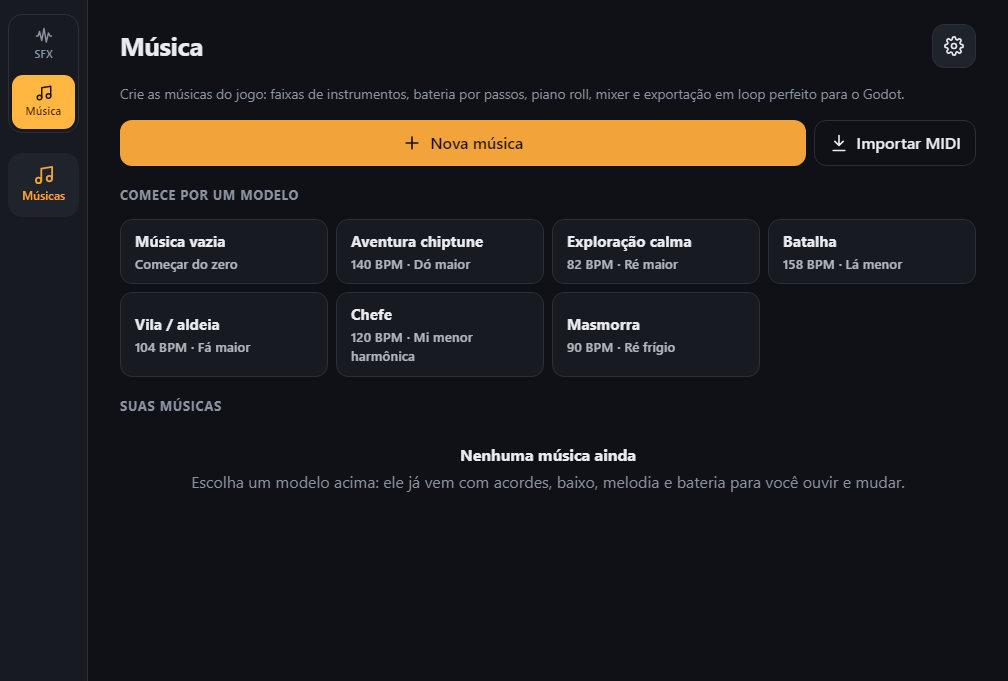 SFX
Música
Músicas
Música
Crie as músicas do jogo: faixas de instrumentos, bateria por passos, piano roll, mixer e exportação em loop perfeito para o Godot.
Nova música
Importar MIDI
COMECE POR UM MODELO
Música vazia
Começar do zero
Aventura chiptune
140 BPM · Dó maior
Exploração calma
82 BPM · Ré maior
Batalha
158 BPM · Lá menor
Vila / aldeia
104 BPM · Fá maior
Chefe
120 BPM · Mi menor
harmônica
Masmorra
90 BPM · Ré frígio
SUAS MÚSICAS
Nenhuma música ainda
Escolha um modelo acima: ele já vem com acordes, baixo, melodia e bateria para você ouvir e mudar.